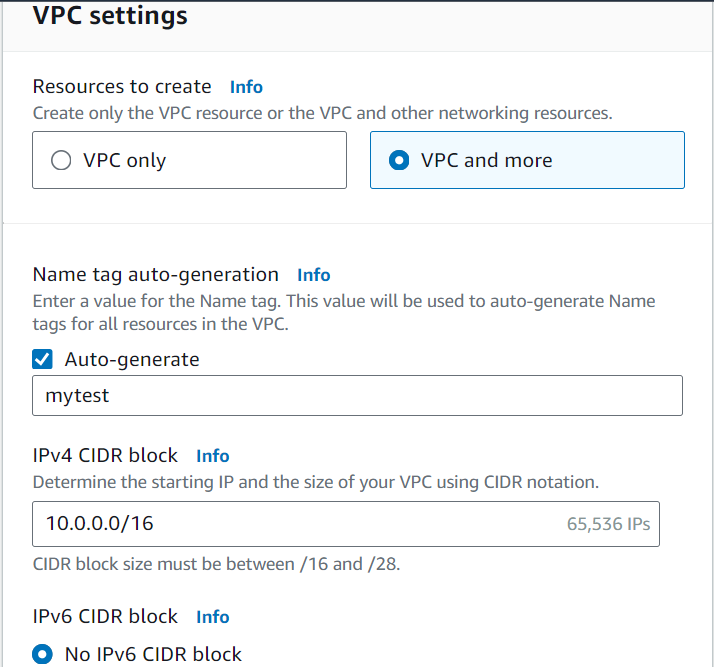 VPC settings
Resources to create Info
Create only the VPC resource or the VPC and other networking resources.
VPC only VPC and more
Name tag auto-generation Info
Enter a value for the Name tag. This value will be used to auto-generate Name
tags for all resources in the VPC.
Auto-generate
mytest
IPv4 CIDR block Info
Determine the starting IP and the size of your VPC using CIDR notation.
10.0.0.0/16 65,536 IPs
CIDR block size must be between /16 and /28.
IPv6 CIDR block Info
No IPv6 CIDR block